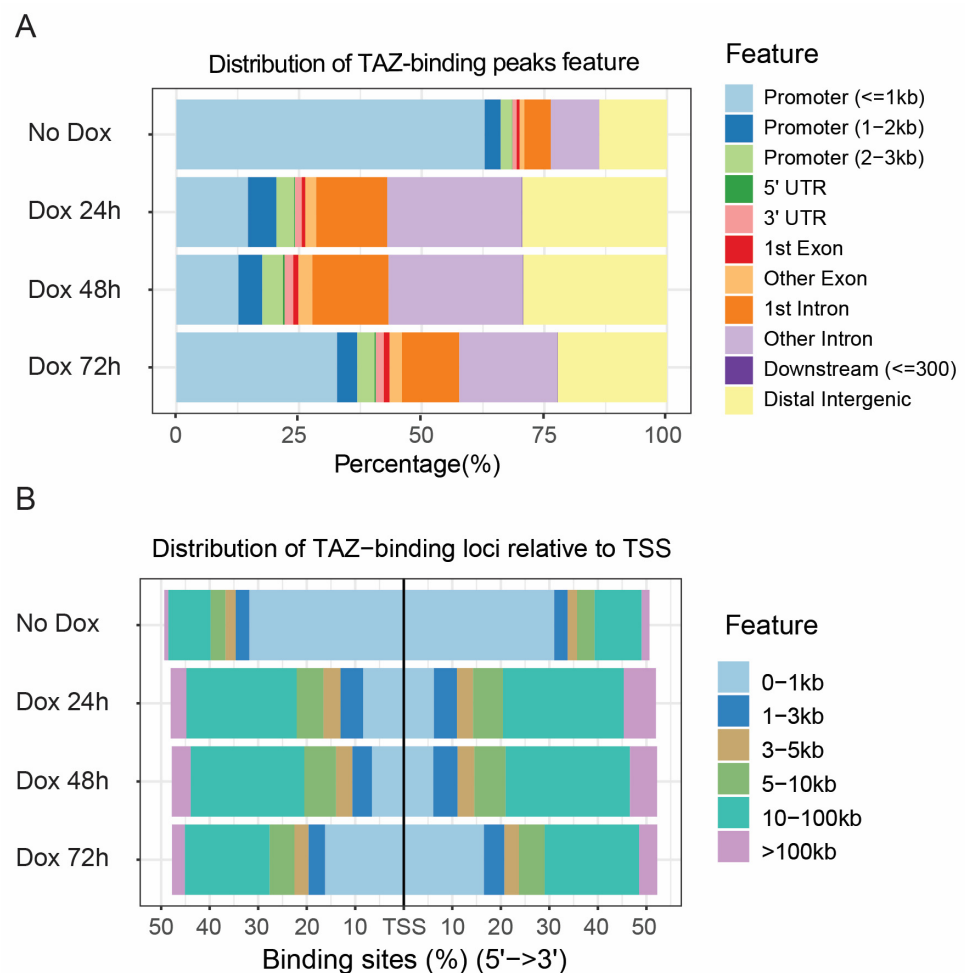 A
Distribution of TAZ-binding peaks feature
No Dox
Dox 24h
Dox 48h
Dox 72h
0 25 50 75 100
Percentage(%)
Feature
Promoter (<=1kb)
Promoter (1−2kb)
Promoter (2−3kb)
5' UTR
3' UTR
1st Exon
Other Exon
1st Intron
Other Intron
Downstream (<=300)
Distal Intergenic
B
Distribution of TAZ−binding loci relative to TSS
No Dox
Dox 24h
Dox 48h
Dox 72h
50 40 30 20 10 TSS 10 20 30 40 50
Binding sites (%) (5'−>3')
Feature
0−1kb
1−3kb
3−5kb
5−10kb
10−100kb
>100kb